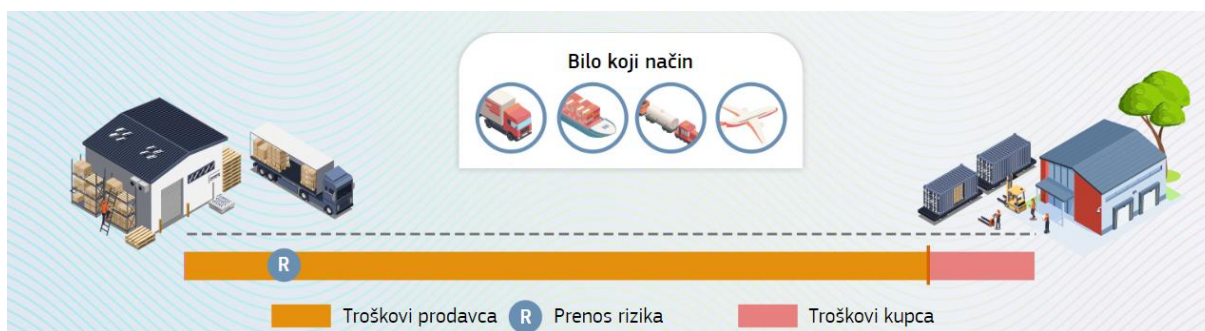 Bilo koji način
R
Troškovi prodavca R Prenos rizika Troškovi kupca